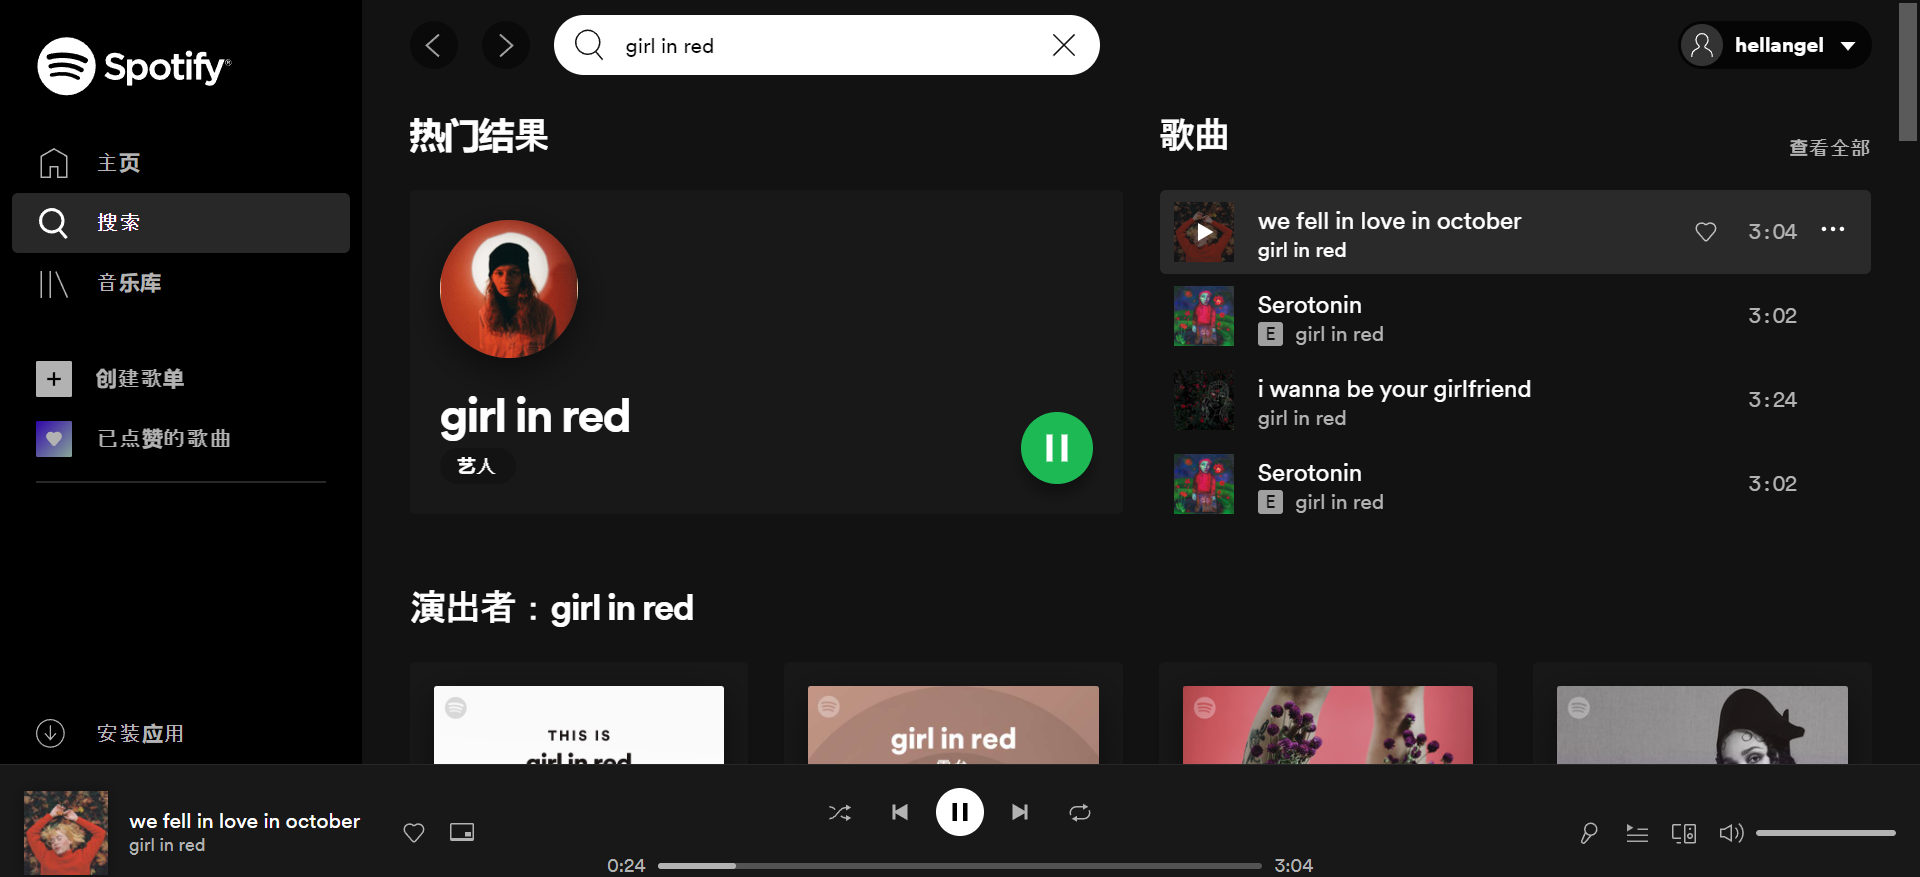 Spotify®
主页
搜索
音乐库
创建歌单
已点赞的歌曲
安装应用
girl in red
hellangel
热门结果
girl in red
艺人
歌曲
查看全部
we fell in love in october
girl in red
3:04
Serotonin
E girl in red
3:02
i wanna be your girlfriend
girl in red
3:24
Serotonin
E girl in red
3:02
演出者：girl in red
THIS IS
girl in red
girl in red
we fell in love in october
girl in red
0:24
3:04